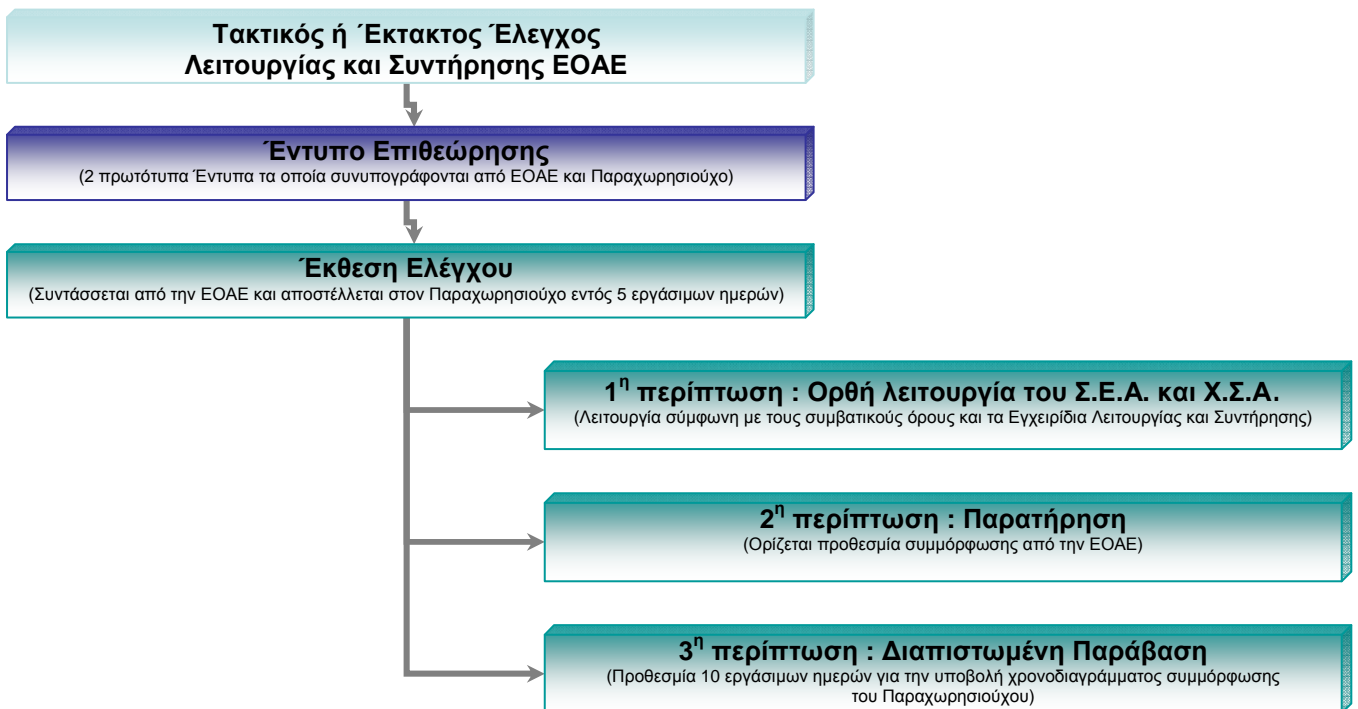 Τακτικός ή Έκτακτος Έλεγχος
Λειτουργίας και Συντήρησης ΕΟΑΕ
Έντυπο Επιθεώρησης
(2 πρωτότυπα Έντυπα τα οποία συνυπογράφονται από ΕΟΑΕ και Παραχωρησιούχο)
Έκθεση Ελέγχου
(Συντάσσεται από την ΕΟΑΕ και αποστέλλεται στον Παραχωρησιούχο εντός 5 εργάσιμων ημερών)
1η περίπτωση : Ορθή λειτουργία του Σ.Ε.Α. και Χ.Σ.Α.
(Λειτουργία σύμφωνη με τους συμβατικούς όρους και τα Εγχειρίδια Λειτουργίας και Συντήρησης)
2η περίπτωση : Παρατήρηση
(Ορίζεται προθεσμία συμμόρφωσης από την ΕΟΑΕ)
3η περίπτωση : Διαπιστωμένη Παράβαση
(Προθεσμία 10 εργάσιμων ημερών για την υποβολή χρονοδιαγράμματος συμμόρφωσης
του Παραχωρησιούχου)